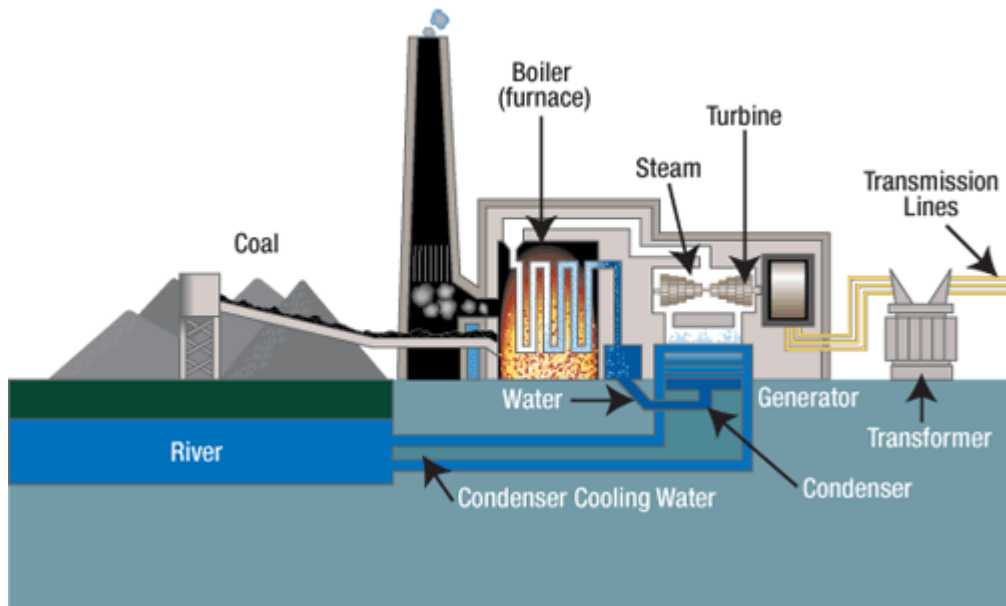 Boiler
(furnace)
Turbine
Steam
Transmission
Lines
Coal
Water
Generator
Transformer
River
Condenser Cooling Water
Condenser